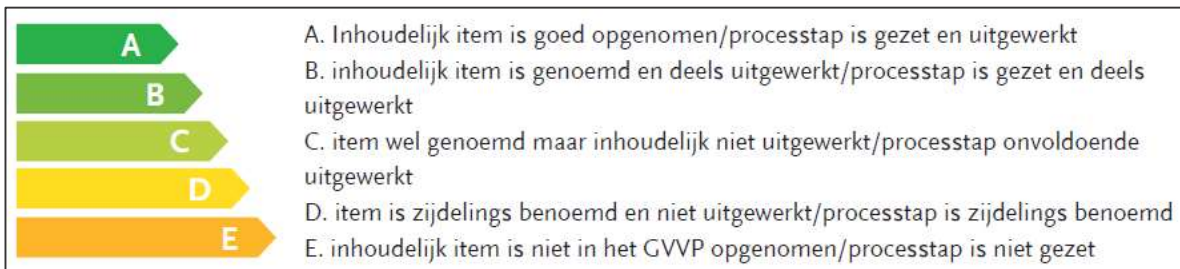 A
B
C
D
E
A. Inhoudelijk item is goed opgenomen/processtap is gezet en uitgewerkt
B. inhoudelijk item is genoemd en deels uitgewerkt/processtap is gezet en deels
uitgewerkt
C. item wel genoemd maar inhoudelijk niet uitgewerkt/processtap onvoldoende
uitgewerkt
D. item is zijdelings benoemd en niet uitgewerkt/processtap is zijdelings benoemd
E. inhoudelijk item is niet in het GVVP opgenomen/processtap is niet gezet